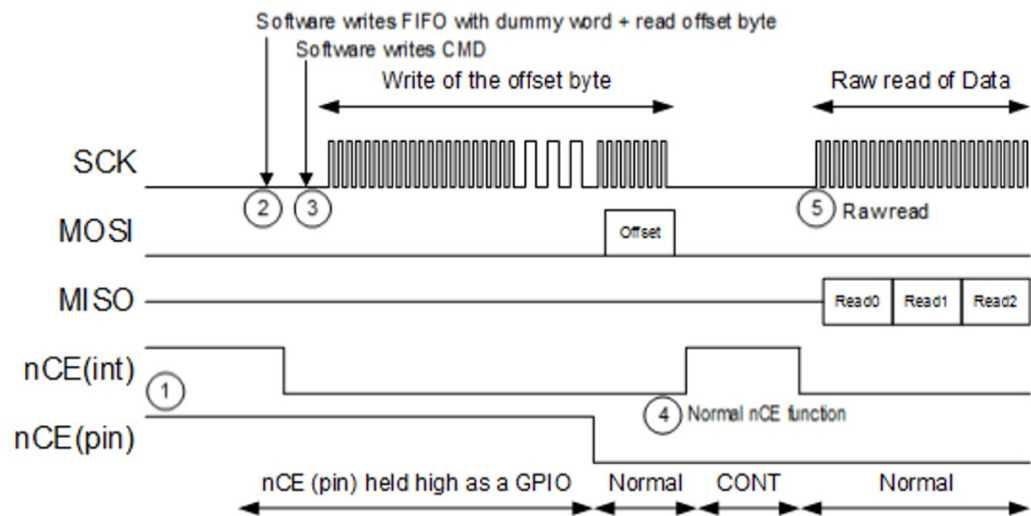 Software writes FIFO with dummy word + read offset byte
Software writes CMD
Write of the offset byte
Raw read of Data
SCK
2
3
5
Rawread
MOSI
Offset
MISO
Read0
Read1
Read2
nCE(int)
1
4
Normal nCE function
nCE(pin)
nCE (pin) held high as a GPIO
Normal
CONT
Normal